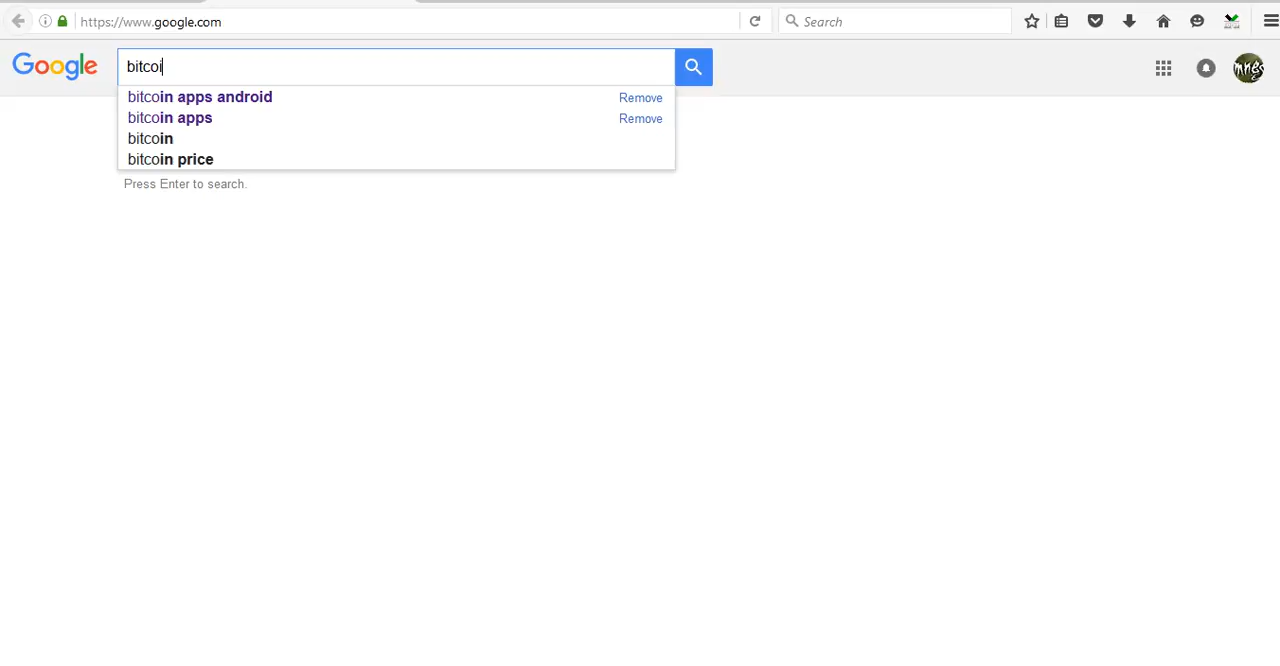 https://www.google.com
Search
Google
bitcoi
bitcoin apps android
Remove
bitcoin apps
Remove
bitcoin
bitcoin price
Press Enter to search.